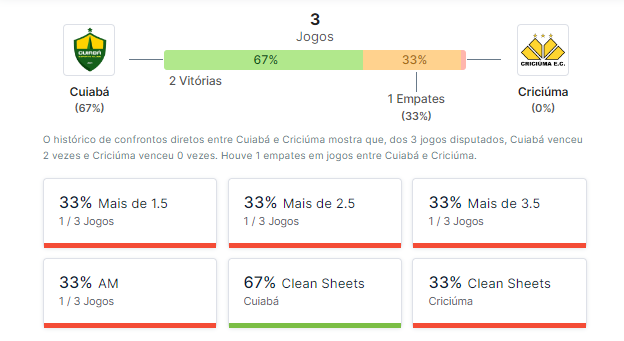 3
Jogos
67% 33%
CUIABÁ
CRICIÚMA E.C.
2 Vitórias
Cuiabá
(67%)
1 Empates
(33%)
Criciúma
(0%)
O histórico de confrontos diretos entre Cuiabá e Criciúma mostra que, dos 3 jogos disputados, Cuiabá venceu
2 vezes e Criciúma venceu 0 vezes. Houve 1 empates em jogos entre Cuiabá e Criciúma.
33% Mais de 1.5
1 / 3 Jogos
33% Mais de 2.5
1 / 3 Jogos
33% Mais de 3.5
1 / 3 Jogos
33% AM
1 / 3 Jogos
67% Clean Sheets
Cuiabá
33% Clean Sheets
Criciúma